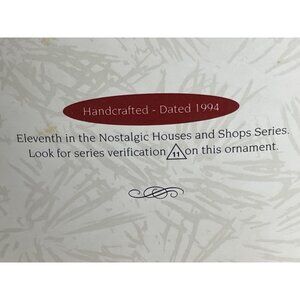 Handcrafted - Dated 1994
Eleventh in the Nostalgic Houses and Shops Series.
Look for series verification 11 on this ornament.